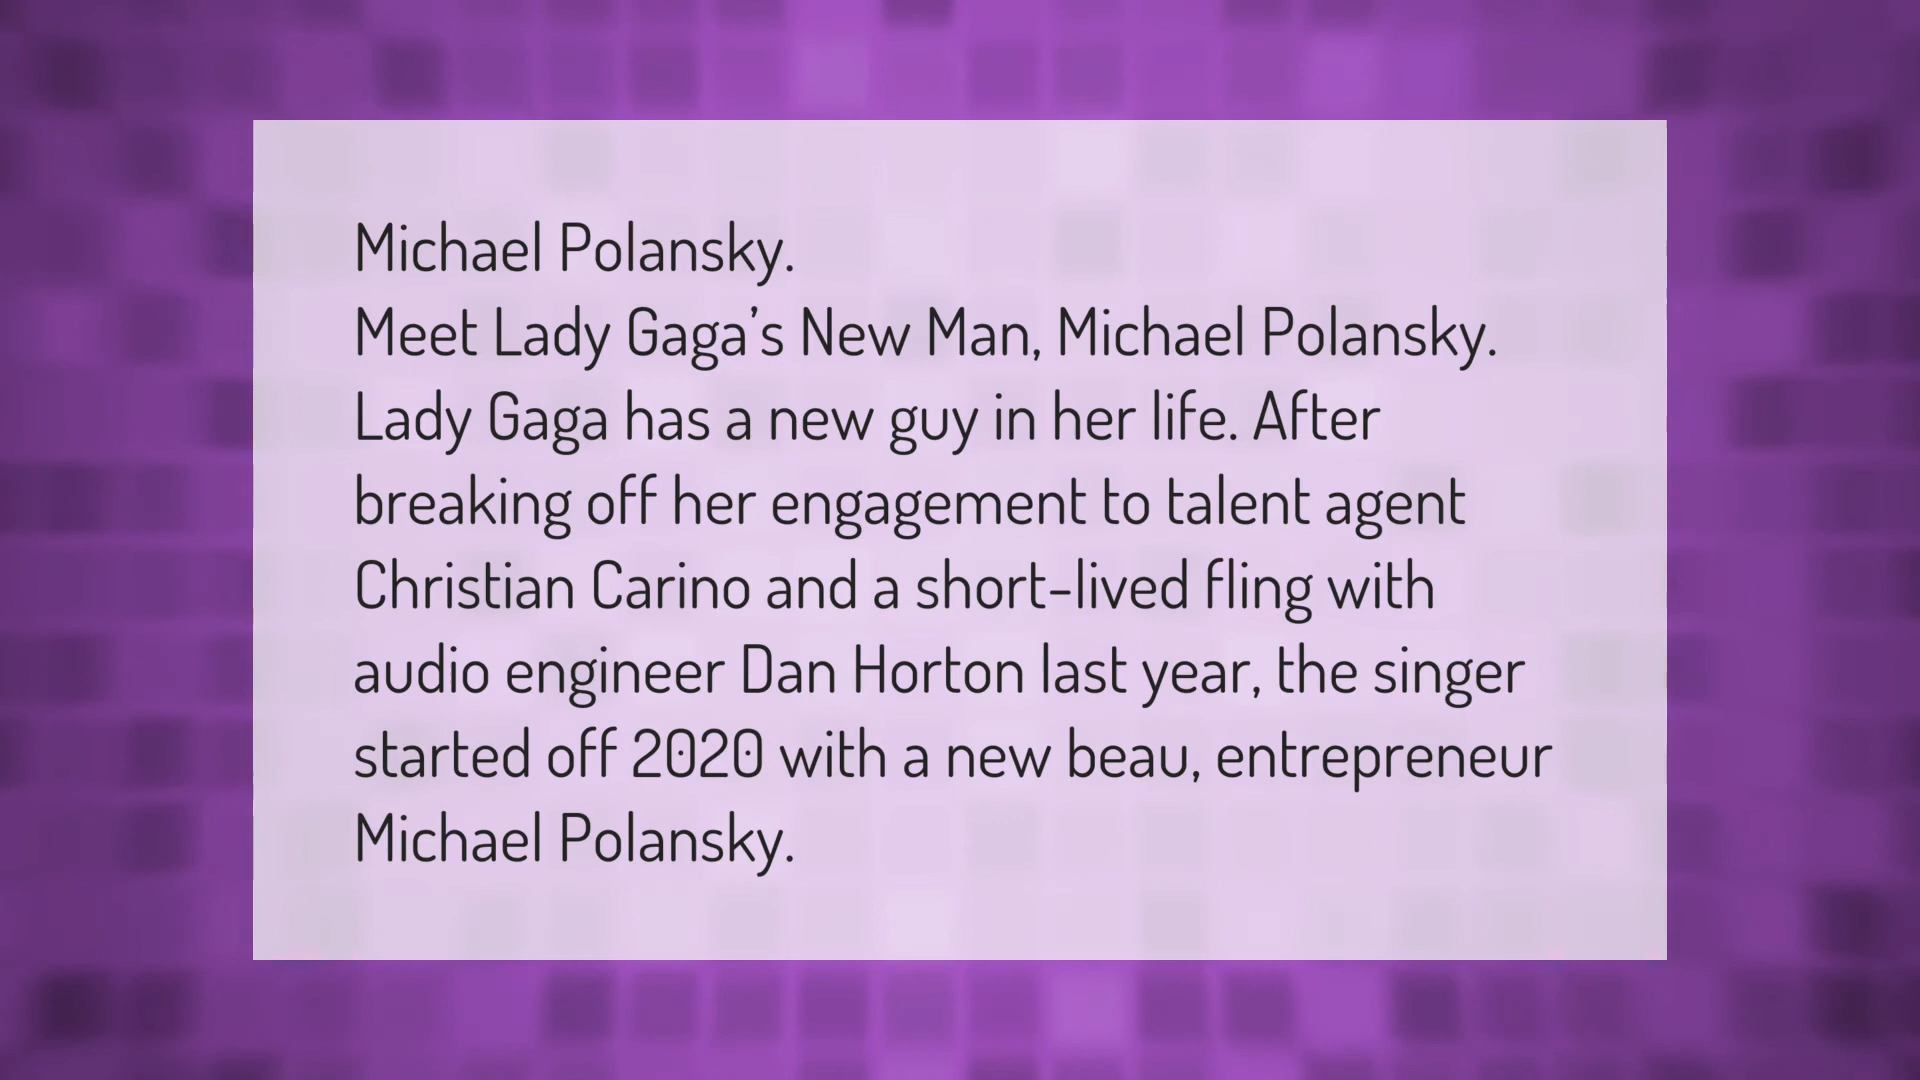 Michael Polansky.
Meet Lady Gaga’s New Man, Michael Polansky.
Lady Gaga has a new guy in her life. After
breaking off her engagement to talent agent
Christian Carino and a short-lived fling with
audio engineer Dan Horton last year, the singer
started off 2020 with a new beau, entrepreneur
Michael Polansky.